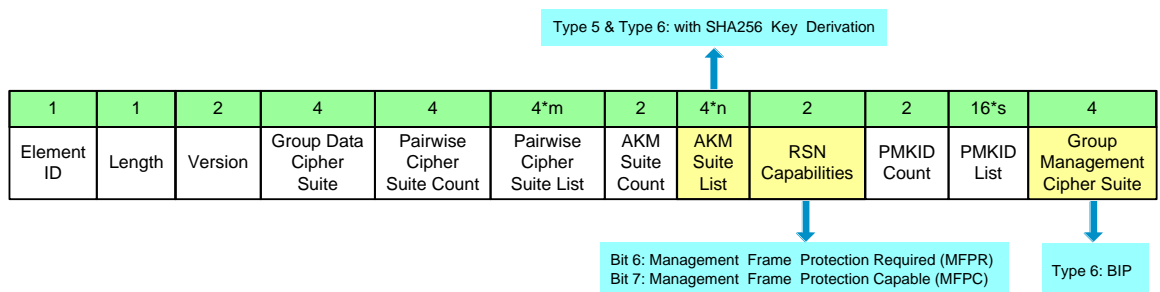 Type 5 & Type 6: with SHA256 Key Derivation
1 1 2 4 4 4*m 2 4*n 2 2 16*s 4
Element ID
Length
Version
Group Data Cipher Suite
Pairwise Cipher Suite Count
Pairwise Cipher Suite List
AKM Suite Count
AKM Suite List
RSN Capabilities
PMKID Count
PMKID List
Group Management Cipher Suite
Bit 6: Management Frame Protection Required (MFPR)
Bit 7: Management Frame Protection Capable (MFPC)
Type 6: BIP